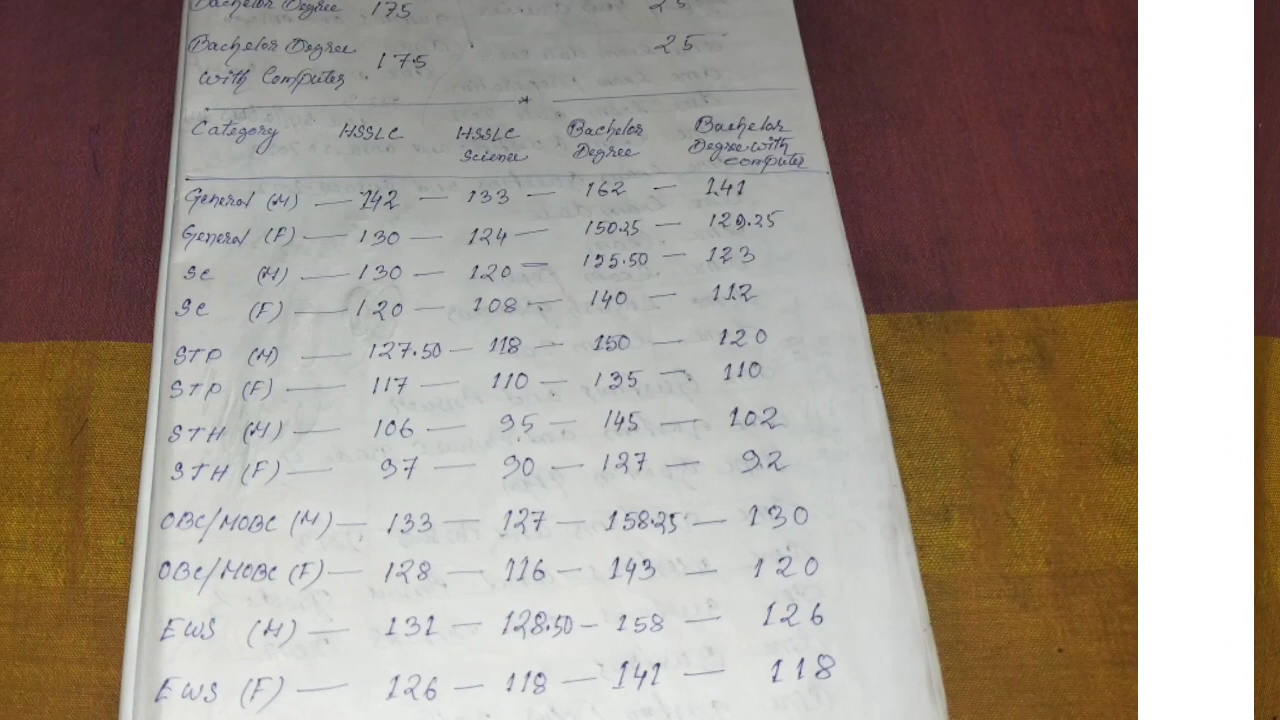 Bachelor Degree 175 25
Bachelor Degree with Computer 175 25
Category HSSLC HSSLC Science Bachelor Degree Bachelor Degree with computer
General (M) — 142 — 133 — 162 — 141
General (F) — 130 — 124 — 150.25 — 129.25
SC (M) — 130 — 120 — 155.50 — 123
SC (F) — 120 — 108 — 140 — 112
STP (M) — 127.50 — 118 — 150 — 120
STP (F) — 117 — 110 — 135 — 110
STH (M) — 106 — 95 — 145 — 102
STH (F) — 97 — 90 — 127 — 92
OBC/MOBC (M) — 133 — 127 — 158.25 — 130
OBC/MOBC (F) — 128 — 116 — 143 — 120
EWS (M) — 131 — 128.50 — 158 — 126
EWS (F) — 126 — 118 — 141 — 118